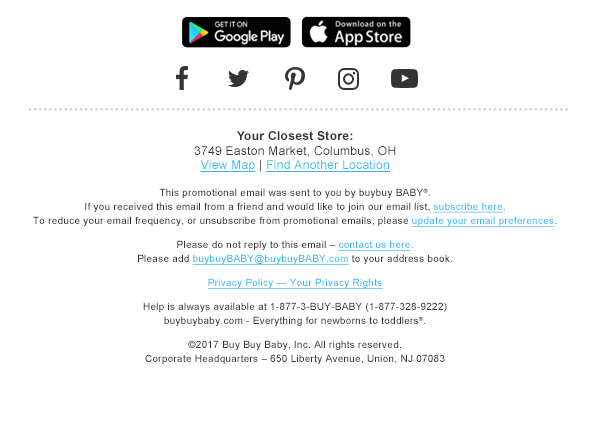 GET IT ON Download on the
Google Play App Store
Your Closest Store:
3749 Easton Market, Columbus, OH
View Map | Find Another Location
This promotional email was sent to you by buybuy BABY®.
If you received this email from a friend and would like to join our email list, subscribe here.
To reduce your email frequency, or unsubscribe from promotional emails, please update your email preferences.
Please do not reply to this email – contact us here.
Please add buybuyBABY@buybuyBABY.com to your address book.
Privacy Policy — Your Privacy Rights
Help is always available at 1-877-3-BUY-BABY (1-877-328-9222)
buybuybaby.com - Everything for newborns to toddlers®.
©2017 Buy Buy Baby, Inc. All rights reserved.
Corporate Headquarters – 650 Liberty Avenue, Union, NJ 07083